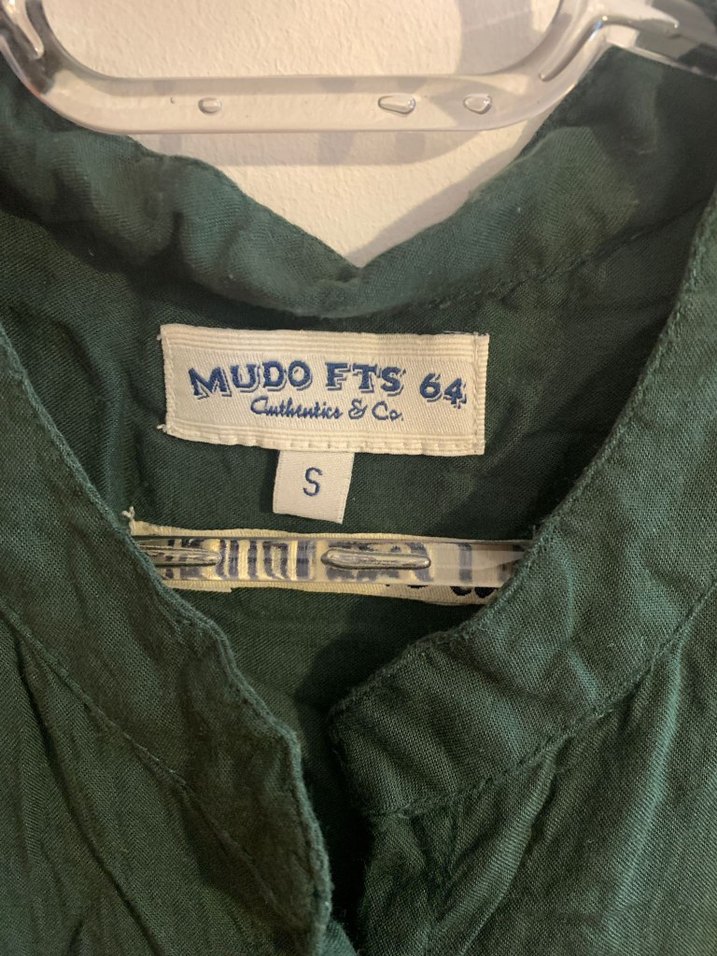 MUDO FTS 64
Authentics & Co.
S